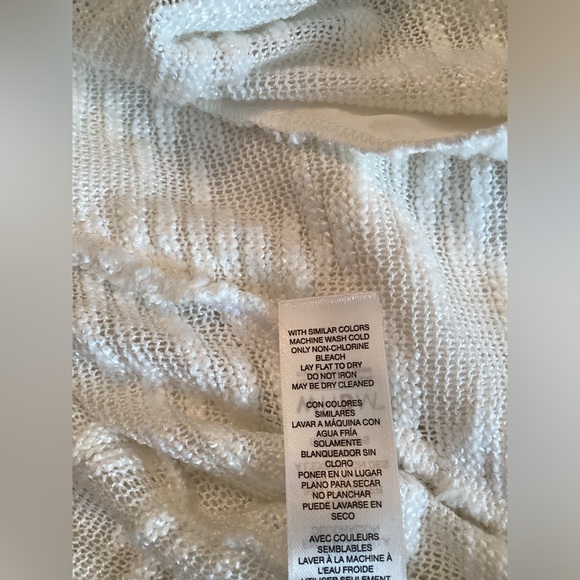 WITH SIMILAR COLORS
MACHINE WASH COLD
ONLY NON-CHLORINE
BLEACH
LAY FLAT TO DRY
DO NOT IRON
MAY BE DRY CLEANED
CON COLORES
SIMILARES
LAVAR A MÁQUINA CON
AGUA FRÍA
SOLAMENTE
BLANQUEADOR SIN
CLORO
PONER EN UN LUGAR
PLANO PARA SECAR
NO PLANCHAR
PUEDE LAVARSE EN
SECO
AVEC COULEURS
SEMBLABLES
LAVER À LA MACHINE À
L'EAU FROIDE
UTILISER SEULEMENT